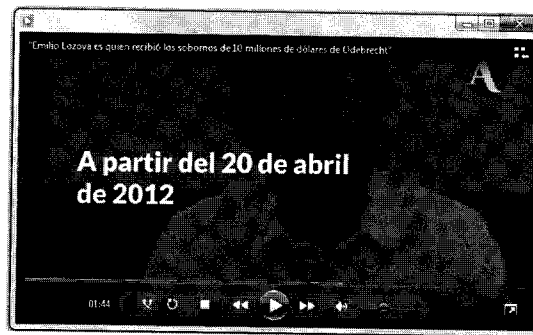 "Emilio Lozoya es quien recibió los sobornos de 10 millones de dólares de Odebrecht"
A
A partir del 20 de abril
de 2012
01:44